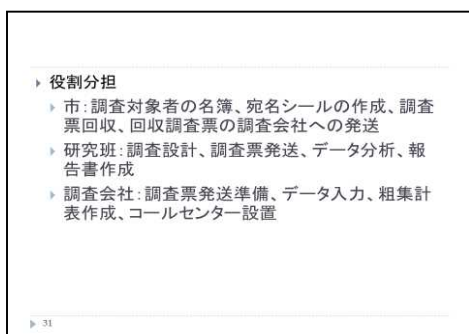 役割分担
市:調査対象者の名簿、宛名シールの作成、調査
票回収、回収調査票の調査会社への発送
研究班:調査設計、調査票発送、データ分析、報
告書作成
調査会社:調査票発送準備、データ入力、粗集計
表作成、コールセンター設置
31